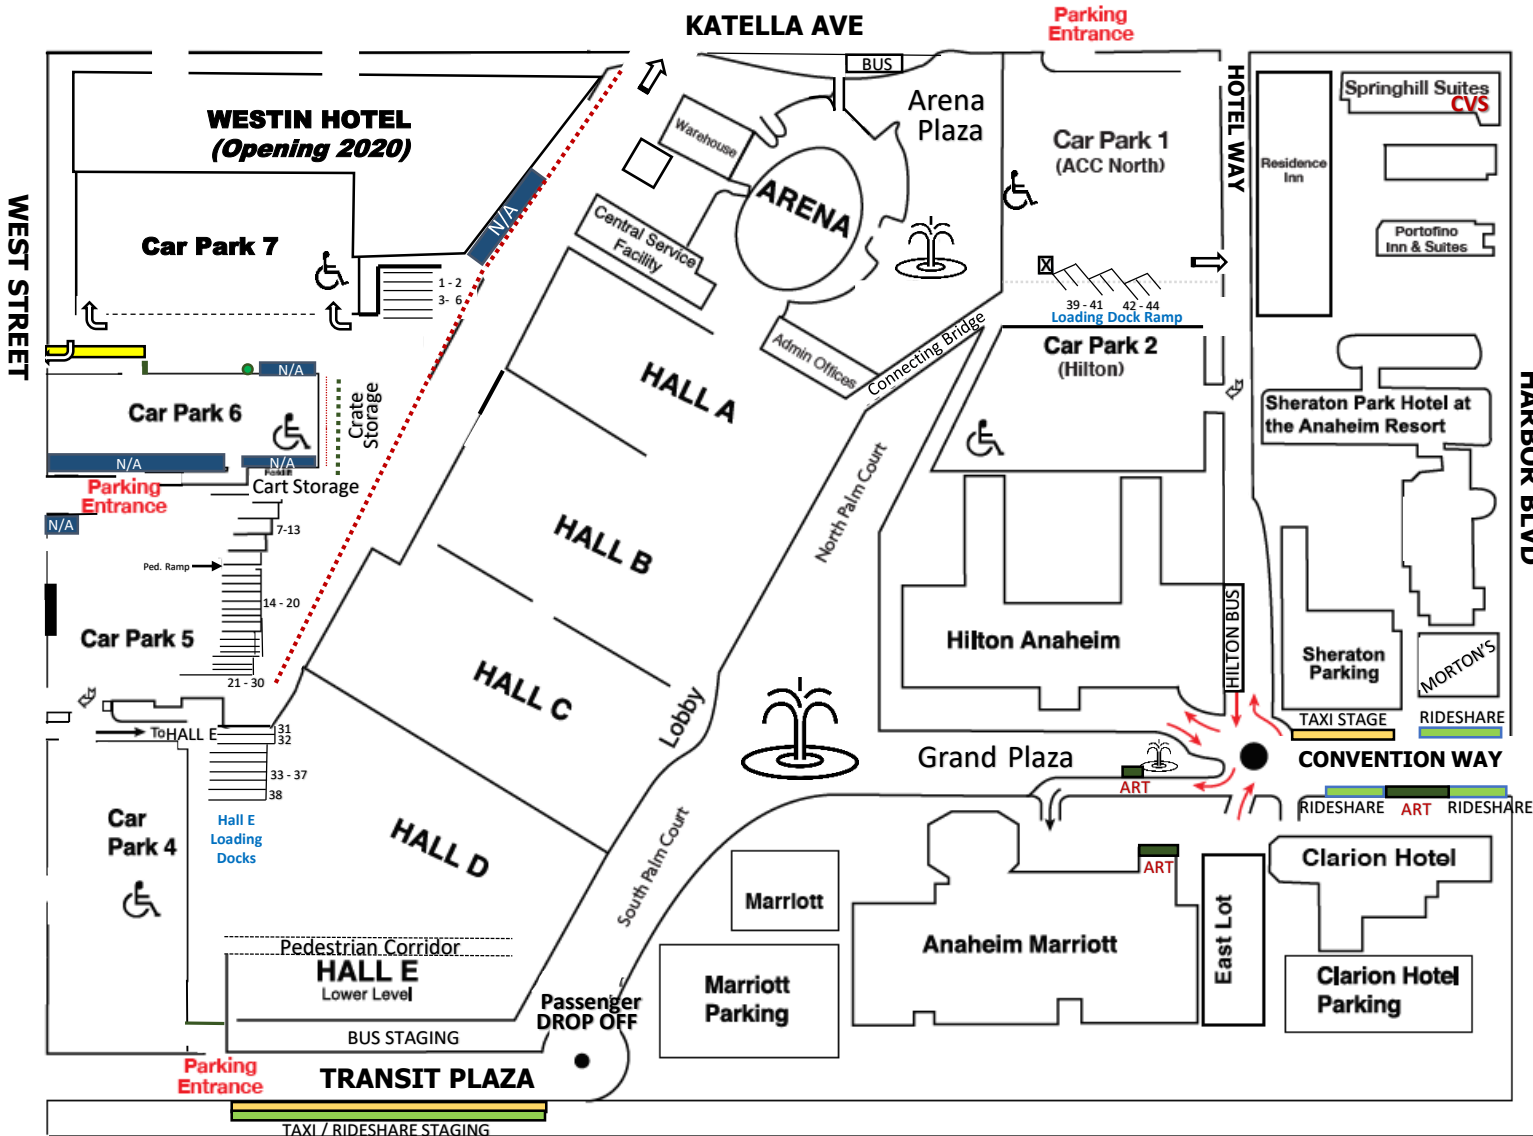 KATELLA AVE
Parking
Entrance
BUS
WESTIN HOTEL
(Opening 2020)
Arena
Plaza
Warehouse
Car Park 1
(ACC North)
HOTEL WAY
Springhill Suites
CVS
Residence
Inn
ARENA
WEST STREET
Car Park 7
N/A
Central Service
Facility
Portofino
Inn & Suites
1 - 2
3- 6
X
39 - 41
42 - 44
Loading Dock Ramp
Connecting Bridge
Admin Offices
Car Park 2
(Hilton)
N/A
HALL A
Car Park 6
Crate
Storage
Sheraton Park Hotel at
the Anaheim Resort
HARBOR BLVD
N/A
N/A
Forklift
Cart Storage
Parking
Entrance
N/A
7-13
North Palm Court
HALL B
Ped. Ramp
14 - 20
Car Park 5
Hilton Anaheim
HILTON BUS
Sheraton
Parking
MORTON'S
21 - 30
HALL C
Lobby
TAXI STAGE
RIDESHARE
To HALL E
31
32
33 - 37
38
Grand Plaza
CONVENTION WAY
ART
RIDESHARE
ART
RIDESHARE
Hall E
Loading
Docks
Car
Park 4
HALL D
South Palm Court
ART
Clarion Hotel
Marriott
Anaheim Marriott
East Lot
Pedestrian Corridor
HALL E
Lower Level
Marriott
Parking
Clarion Hotel
Parking
Passenger
DROP OFF
BUS STAGING
Parking
Entrance
TRANSIT PLAZA
TAXI / RIDESHARE STAGING